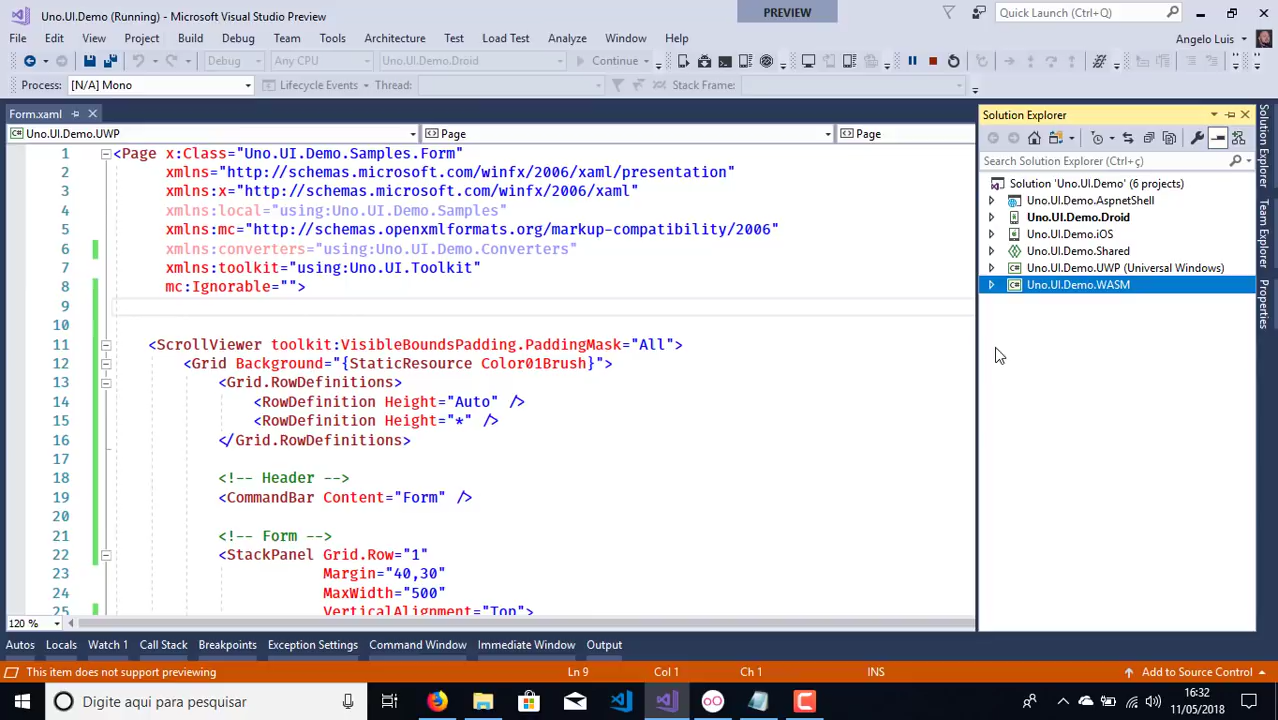 Uno.UI.Demo (Running) - Microsoft Visual Studio Preview
PREVIEW
Quick Launch (Ctrl+Q)
File Edit View Project Build Debug Team Tools Architecture Test Load Test Analyze Window Help
Angelo Luis
Debug Any CPU Uno.UI.Demo.Droid Continue
Process: [N/A] Mono Lifecycle Events Thread: Stack Frame:
Form.xaml
Uno.UI.Demo.UWP Page Page
1 <Page x:Class="Uno.UI.Demo.Samples.Form"
2 xmlns="http://schemas.microsoft.com/winfx/2006/xaml/presentation"
3 xmlns:x="http://schemas.microsoft.com/winfx/2006/xaml"
4 xmlns:local="using:Uno.UI.Demo.Samples"
5 xmlns:mc="http://schemas.openxmlformats.org/markup-compatibility/2006"
6 xmlns:converters="using:Uno.UI.Demo.Converters"
7 xmlns:toolkit="using:Uno.UI.Toolkit"
8 mc:Ignorable="">
9
10
11 <ScrollViewer toolkit:VisibleBoundsPadding.PaddingMask="All">
12 <Grid Background="{StaticResource Color01Brush}">
13 <Grid.RowDefinitions>
14 <RowDefinition Height="Auto" />
15 <RowDefinition Height="*" />
16 </Grid.RowDefinitions>
17
18 <!-- Header -->
19 <CommandBar Content="Form" />
20
21 <!-- Form -->
22 <StackPanel Grid.Row="1"
23 Margin="40,30"
24 MaxWidth="500"
25 VerticalAlignment="Top">
120 %
Solution Explorer
Search Solution Explorer (Ctrl+ç)
Solution 'Uno.UI.Demo' (6 projects)
Uno.UI.Demo.AspnetShell
Uno.UI.Demo.Droid
Uno.UI.Demo.iOS
Uno.UI.Demo.Shared
Uno.UI.Demo.UWP (Universal Windows)
Uno.UI.Demo.WASM
Solution Explorer
Team Explorer
Properties
Autos Locals Watch 1 Call Stack Breakpoints Exception Settings Command Window Immediate Window Output
This item does not support previewing Ln 9 Col 1 Ch 1 INS Add to Source Control
Digite aqui para pesquisar
16:32
11/05/2018